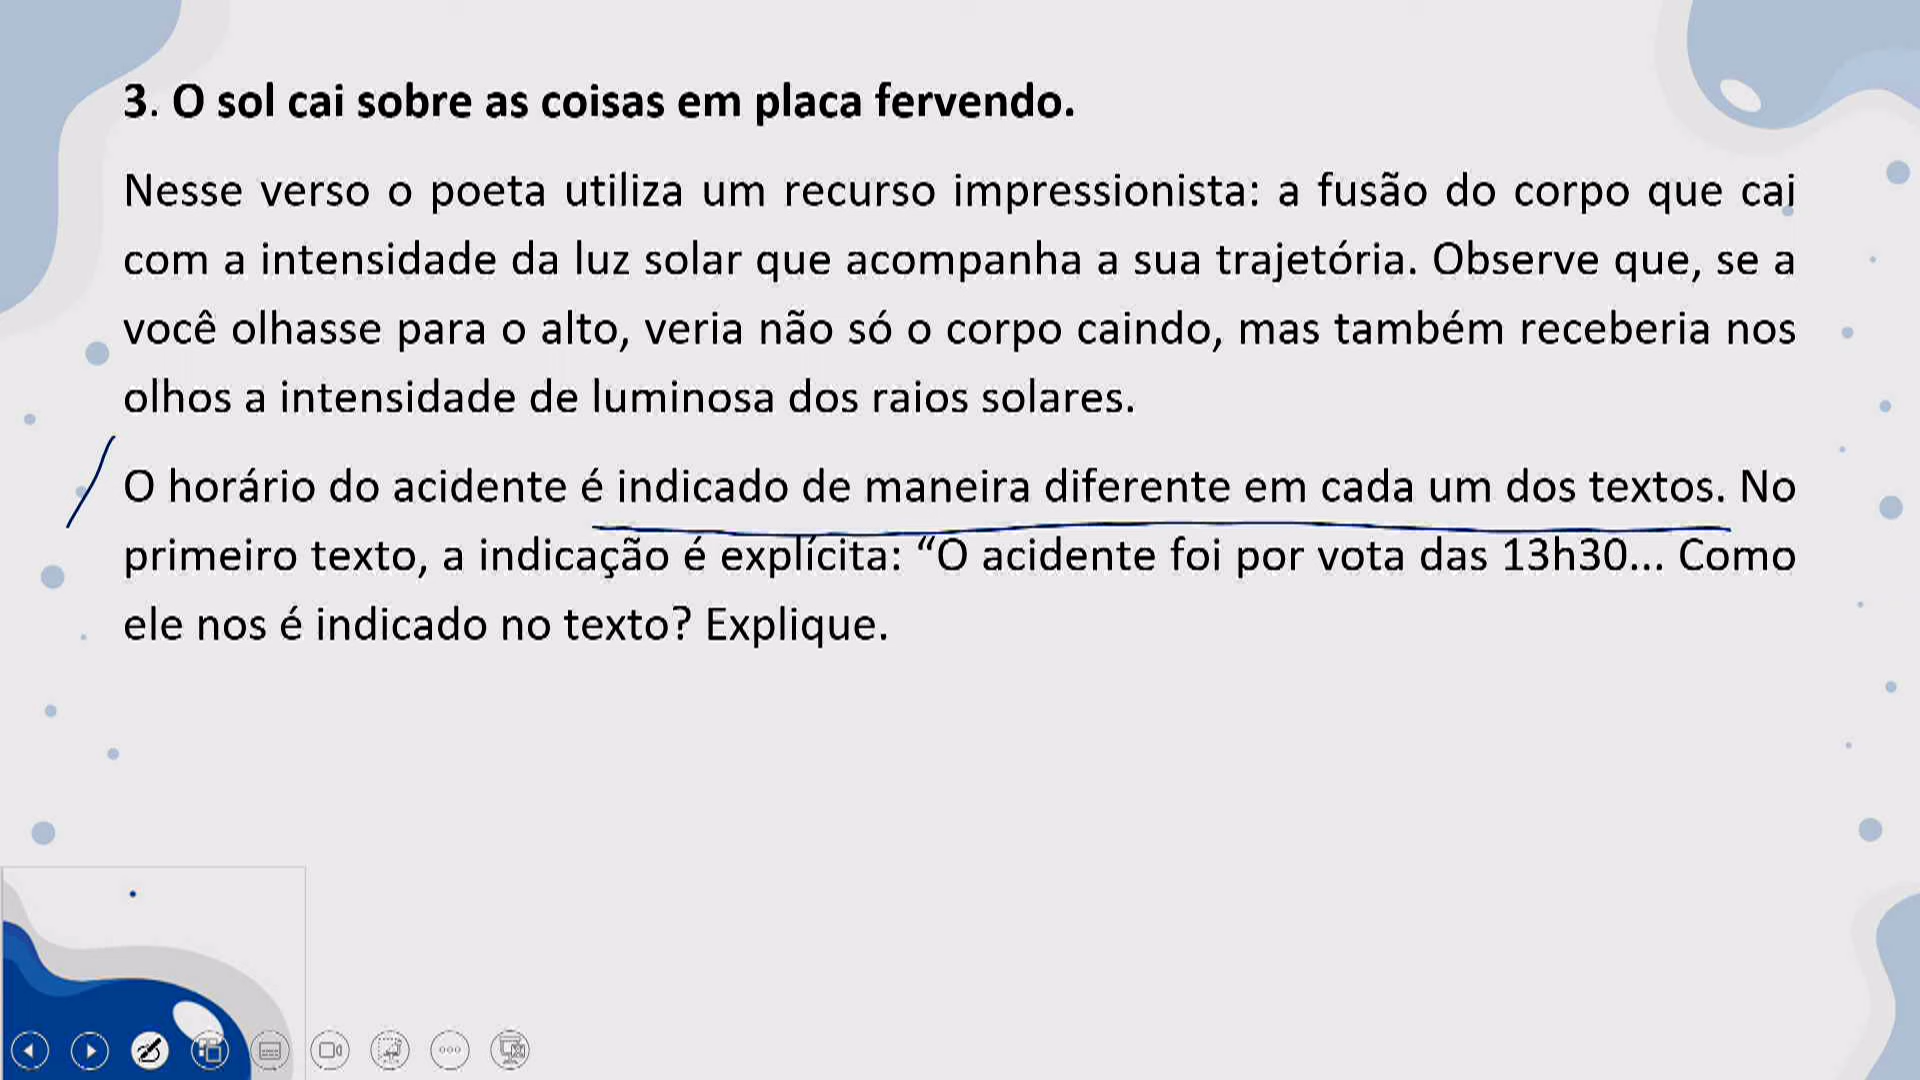 3. O sol cai sobre as coisas em placa fervendo.
Nesse verso o poeta utiliza um recurso impressionista: a fusão do corpo que cai
com a intensidade da luz solar que acompanha a sua trajetória. Observe que, se a
você olhasse para o alto, veria não só o corpo caindo, mas também receberia nos
olhos a intensidade de luminosa dos raios solares.
O horário do acidente é indicado de maneira diferente em cada um dos textos. No
primeiro texto, a indicação é explícita: “O acidente foi por vota das 13h30... Como
ele nos é indicado no texto? Explique.